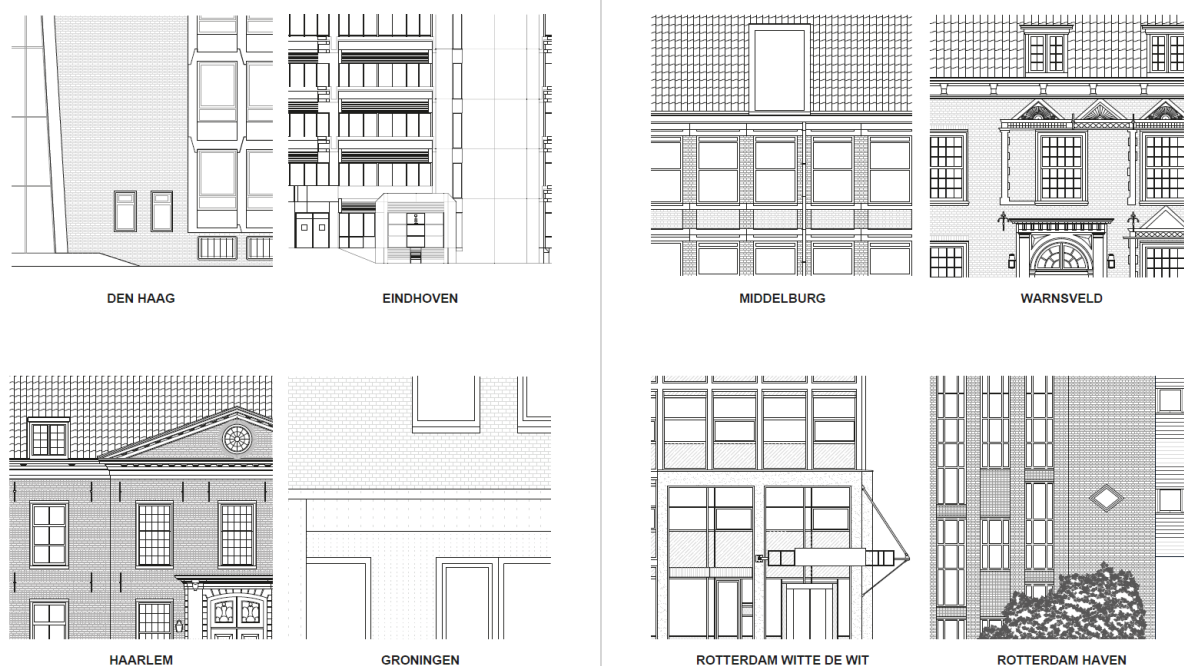 DEN HAAG
EINDHOVEN
MIDDELBURG
WARNSVELD
HAARLEM
GRONINGEN
ROTTERDAM WITTE DE WIT
ROTTERDAM HAVEN